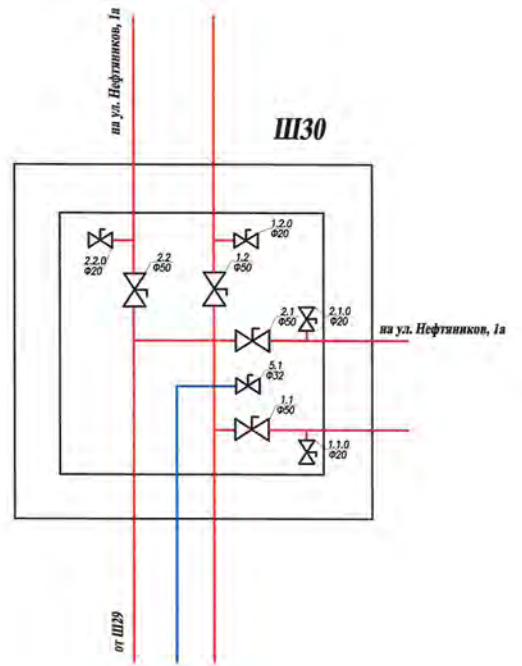 на ул. Нефтяников, 1а
Ш30
1.2.0
Ф20
2.2.0
Ф20
2.2
Ф50
1.2
Ф50
2.1
Ф50
2.1.0
Ф20
на ул. Нефтяников, 1а
5.1
Ф32
1.1
Ф50
1.1.0
Ф20
от Ш29